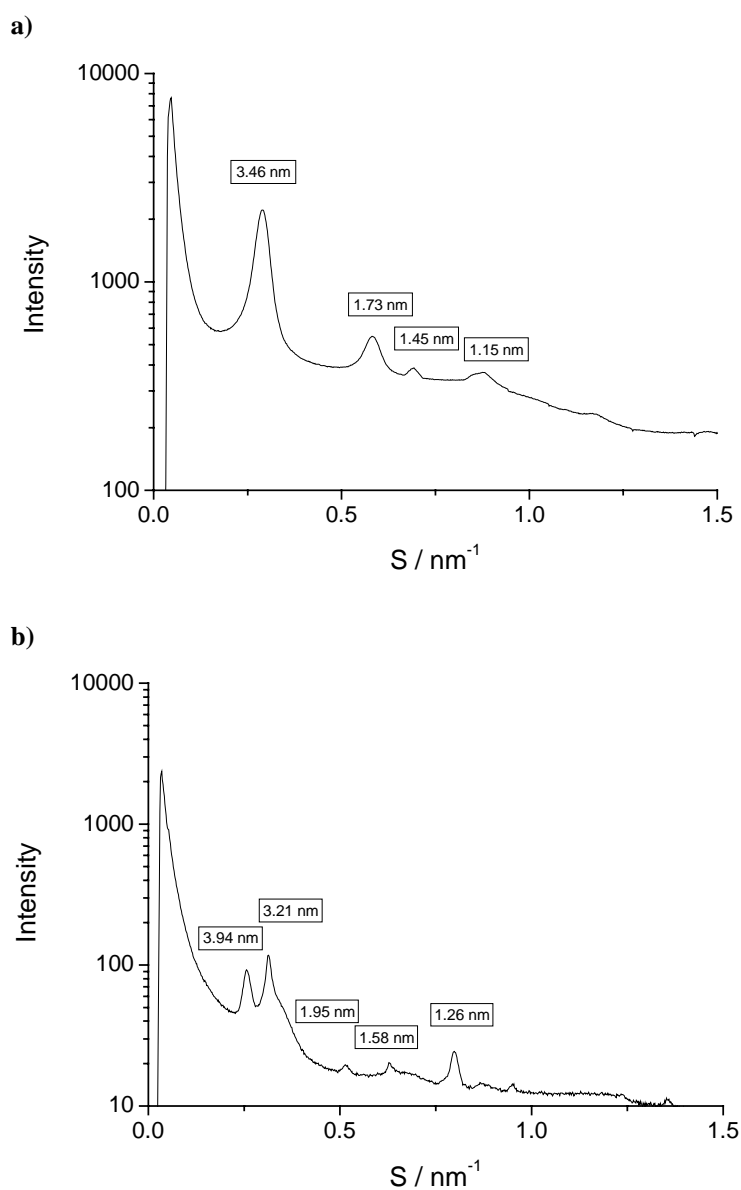 a)
10000
3.46 nm
1000
Intensity
1.73 nm
1.45 nm
1.15 nm
100
0.0 0.5 1.0 1.5
S / nm⁻¹
b)
10000
1000
Intensity
3.21 nm
3.94 nm
100
1.95 nm
1.26 nm
1.58 nm
10
0.0 0.5 1.0 1.5
S / nm⁻¹